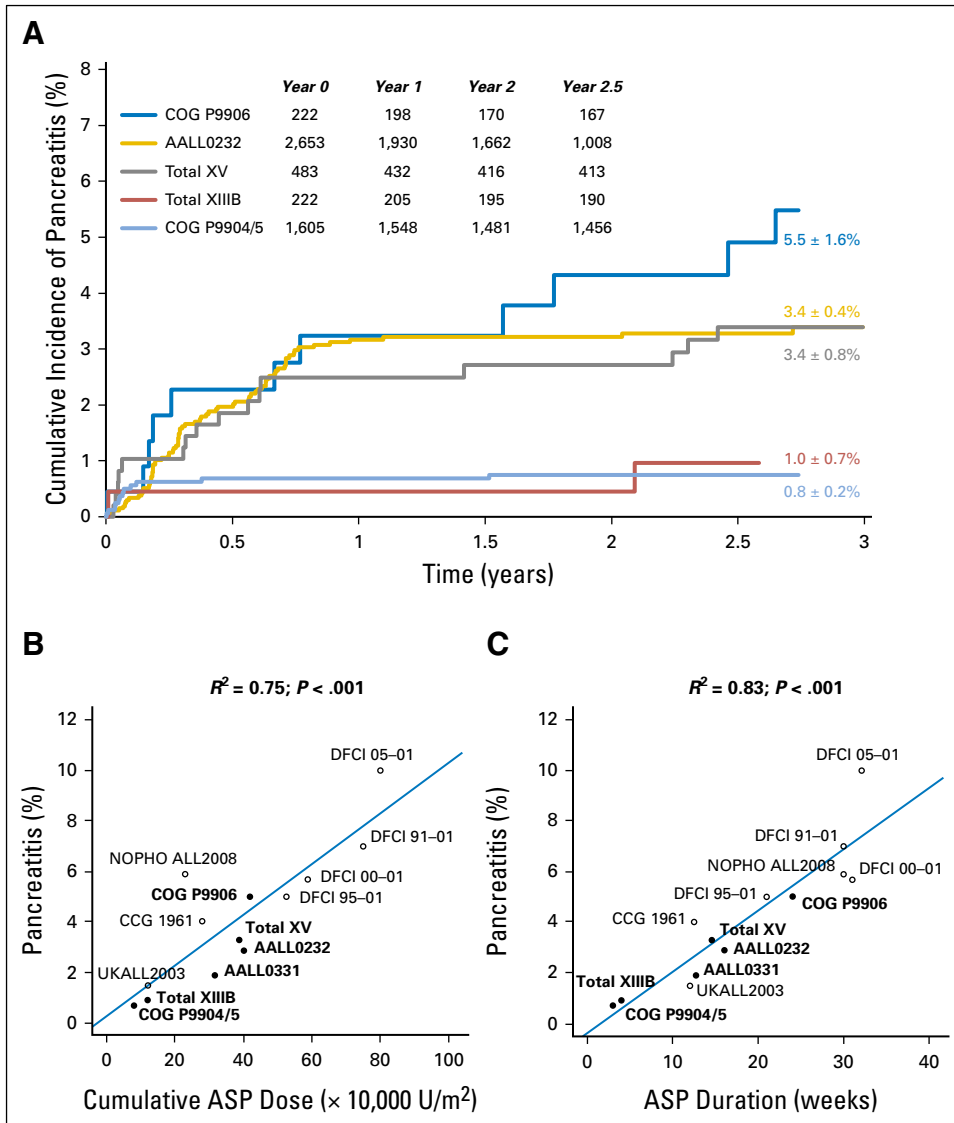 A
Cumulative Incidence of Pancreatitis (%)
8
7
6
5
4
3
2
1
0
Year 0 Year 1 Year 2 Year 2.5
COG P9906 222 198 170 167
AALL0232 2,653 1,930 1,662 1,008
Total XV 483 432 416 413
Total XIIIB 222 205 195 190
COG P9904/5 1,605 1,548 1,481 1,456
5.5 ± 1.6%
3.4 ± 0.4%
3.4 ± 0.8%
1.0 ± 0.7%
0.8 ± 0.2%
0 0.5 1 1.5 2 2.5 3
Time (years)
B
R² = 0.75; P < .001
Pancreatitis (%)
12
10
8
6
4
2
0
DFCI 05–01
DFCI 91–01
NOPHO ALL2008
DFCI 00–01
COG P9906
DFCI 95–01
CCG 1961
Total XV
AALL0232
AALL0331
UKALL2003
Total XIIIB
COG P9904/5
0 20 40 60 80 100
Cumulative ASP Dose (× 10,000 U/m²)
C
R² = 0.83; P < .001
Pancreatitis (%)
12
10
8
6
4
2
0
DFCI 05–01
DFCI 91–01
NOPHO ALL2008
DFCI 00–01
DFCI 95–01
COG P9906
CCG 1961
Total XV
AALL0232
AALL0331
Total XIIIB
UKALL2003
COG P9904/5
0 10 20 30 40
ASP Duration (weeks)